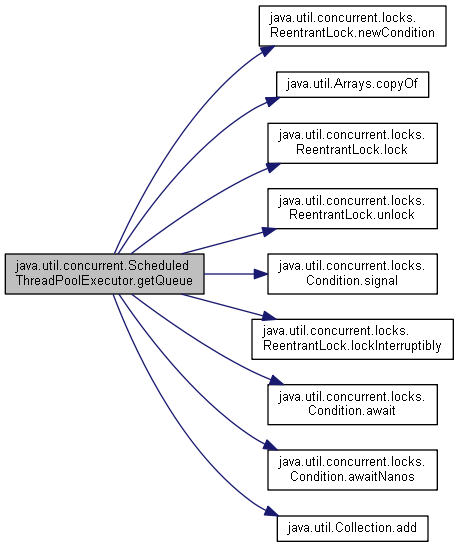 java.util.concurrent.locks.
ReentrantLock.newCondition
java.util.Arrays.copyOf
java.util.concurrent.locks.
ReentrantLock.lock
java.util.concurrent.locks.
ReentrantLock.unlock
java.util.concurrent.Scheduled
ThreadPoolExecutor.getQueue
java.util.concurrent.locks.
Condition.signal
java.util.concurrent.locks.
ReentrantLock.lockInterruptibly
java.util.concurrent.locks.
Condition.await
java.util.concurrent.locks.
Condition.awaitNanos
java.util.Collection.add